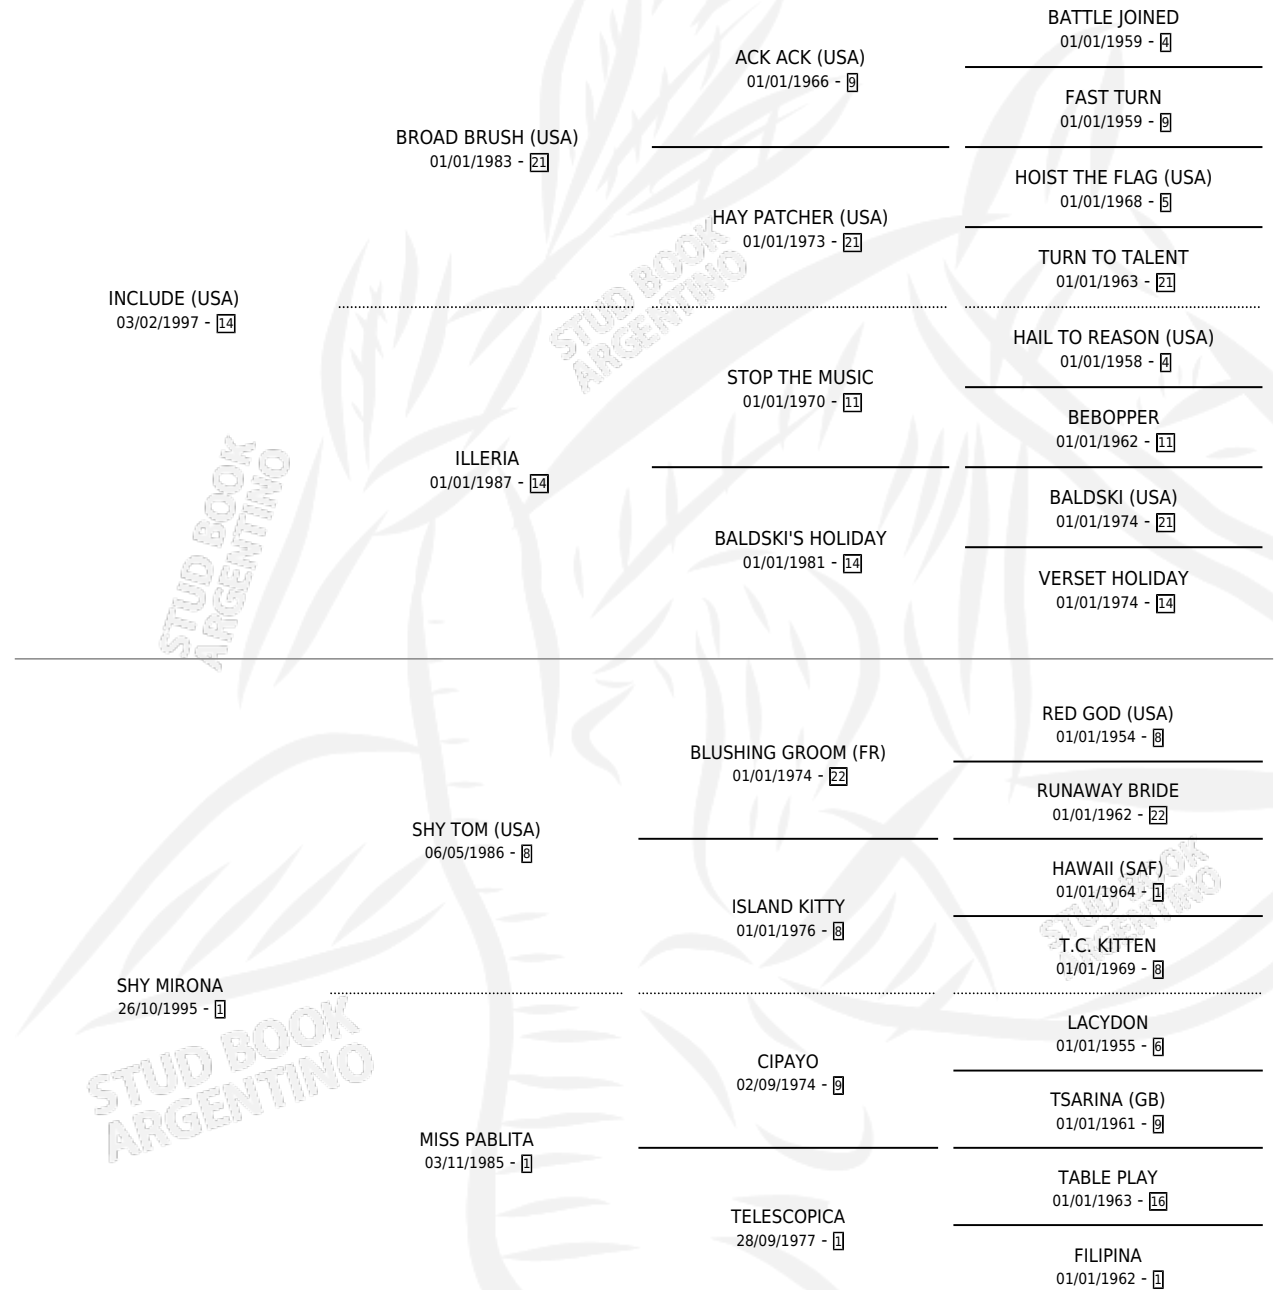 BATTLE JOINED
01/01/1959 - 4
ACK ACK (USA)
01/01/1966 - 9
FAST TURN
01/01/1959 - 9
BROAD BRUSH (USA)
01/01/1983 - 21
HOIST THE FLAG (USA)
01/01/1968 - 5
HAY PATCHER (USA)
01/01/1973 - 21
TURN TO TALENT
01/01/1963 - 21
INCLUDE (USA)
03/02/1997 - 14
HAIL TO REASON (USA)
01/01/1958 - 4
STOP THE MUSIC
01/01/1970 - 11
BEBOPPER
01/01/1962 - 11
ILLERIA
01/01/1987 - 14
BALDSKI (USA)
01/01/1974 - 21
BALDSKI'S HOLIDAY
01/01/1981 - 14
VERSET HOLIDAY
01/01/1974 - 14
RED GOD (USA)
01/01/1954 - 8
BLUSHING GROOM (FR)
01/01/1974 - 22
RUNAWAY BRIDE
01/01/1962 - 22
SHY TOM (USA)
06/05/1986 - 8
HAWAII (SAF)
01/01/1964 - 1
ISLAND KITTY
01/01/1976 - 8
T.C. KITTEN
01/01/1969 - 8
SHY MIRONA
26/10/1995 - 1
LACYDON
01/01/1955 - 6
CIPAYO
02/09/1974 - 9
TSARINA (GB)
01/01/1961 - 9
MISS PABLITA
03/11/1985 - 1
TABLE PLAY
01/01/1963 - 16
TELESCOPICA
28/09/1977 - 1
FILIPINA
01/01/1962 - 1
STUD BOOK
ARGENTINO
STUD BOOK
ARGENTINO
STUD BOOK
ARGENTINO
STUD BOOK
ARGENTINO